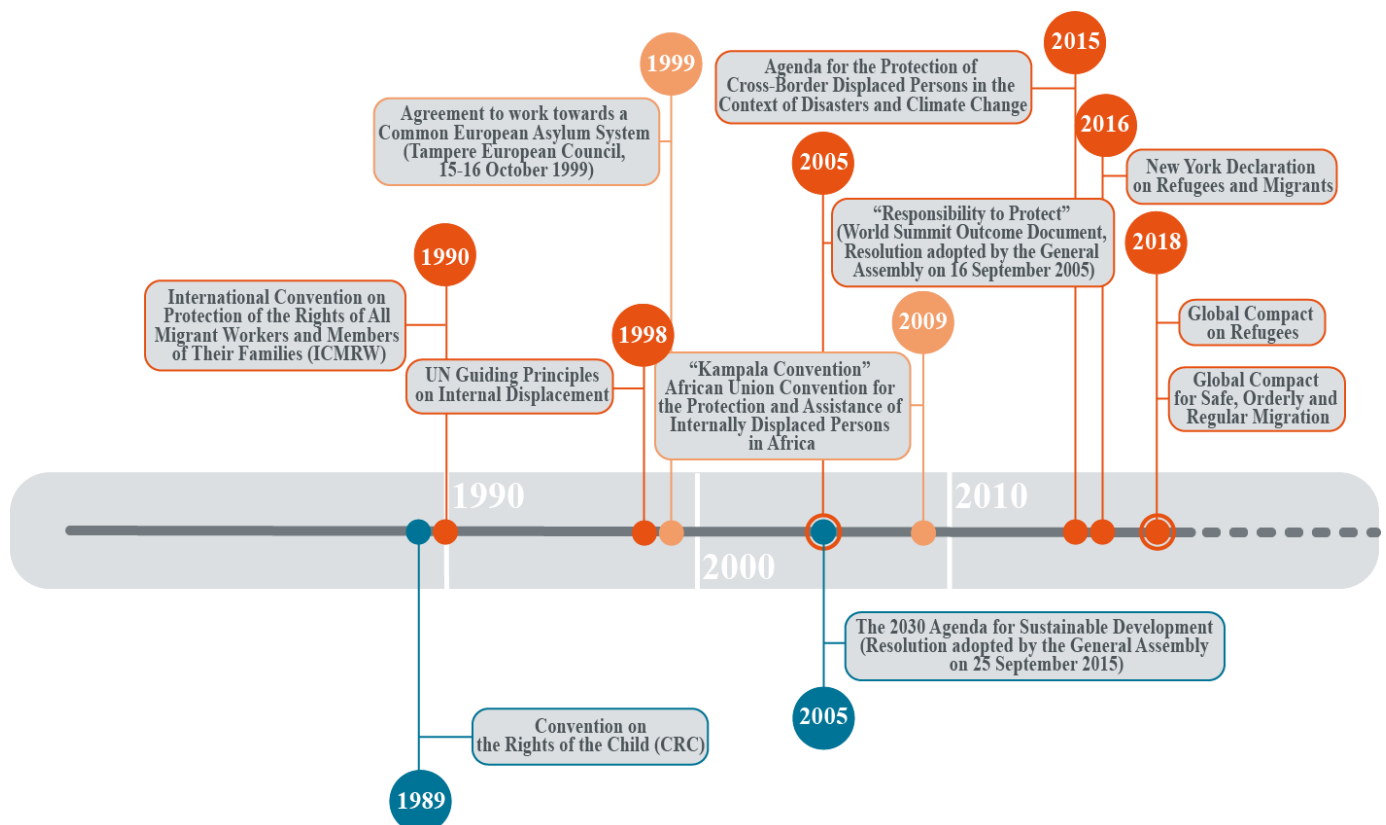 1999
Agreement to work towards a
Common European Asylum System
(Tampere European Council,
15-16 October 1999)
2015
Agenda for the Protection of
Cross-Border Displaced Persons in the
Context of Disasters and Climate Change
2016
New York Declaration
on Refugees and Migrants
2005
“Responsibility to Protect”
(World Summit Outcome Document,
Resolution adopted by the General
Assembly on 16 September 2005)
2018
Global Compact
on Refugees
Global Compact
for Safe, Orderly and
Regular Migration
1990
International Convention on
Protection of the Rights of All
Migrant Workers and Members
of Their Families (ICMRW)
1998
UN Guiding Principles
on Internal Displacement
2009
“Kampala Convention”
African Union Convention for
the Protection and Assistance of
Internally Displaced Persons
in Africa
1990
2000
2010
The 2030 Agenda for Sustainable Development
(Resolution adopted by the General Assembly
on 25 September 2015)
2005
Convention on
the Rights of the Child (CRC)
1989